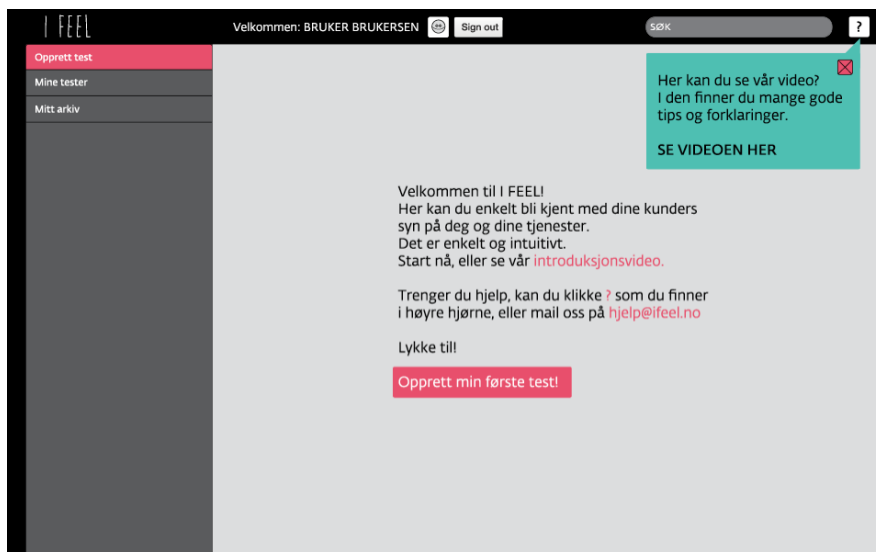 I FEEL
Velkommen: BRUKER BRUKERSEN
Sign out
SØK
?
Opprett test
Mine tester
Mitt arkiv
Her kan du se vår video?
I den finner du mange gode
tips og forklaringer.
SE VIDEOEN HER
Velkommen til I FEEL!
Her kan du enkelt bli kjent med dine kunders
syn på deg og dine tjenester.
Det er enkelt og intuitivt.
Start nå, eller se vår introduksjonsvideo.
Trenger du hjelp, kan du klikke ? som du finner
i høyre hjørne, eller mail oss på hjelp@ifeel.no
Lykke til!
Opprett min første test!